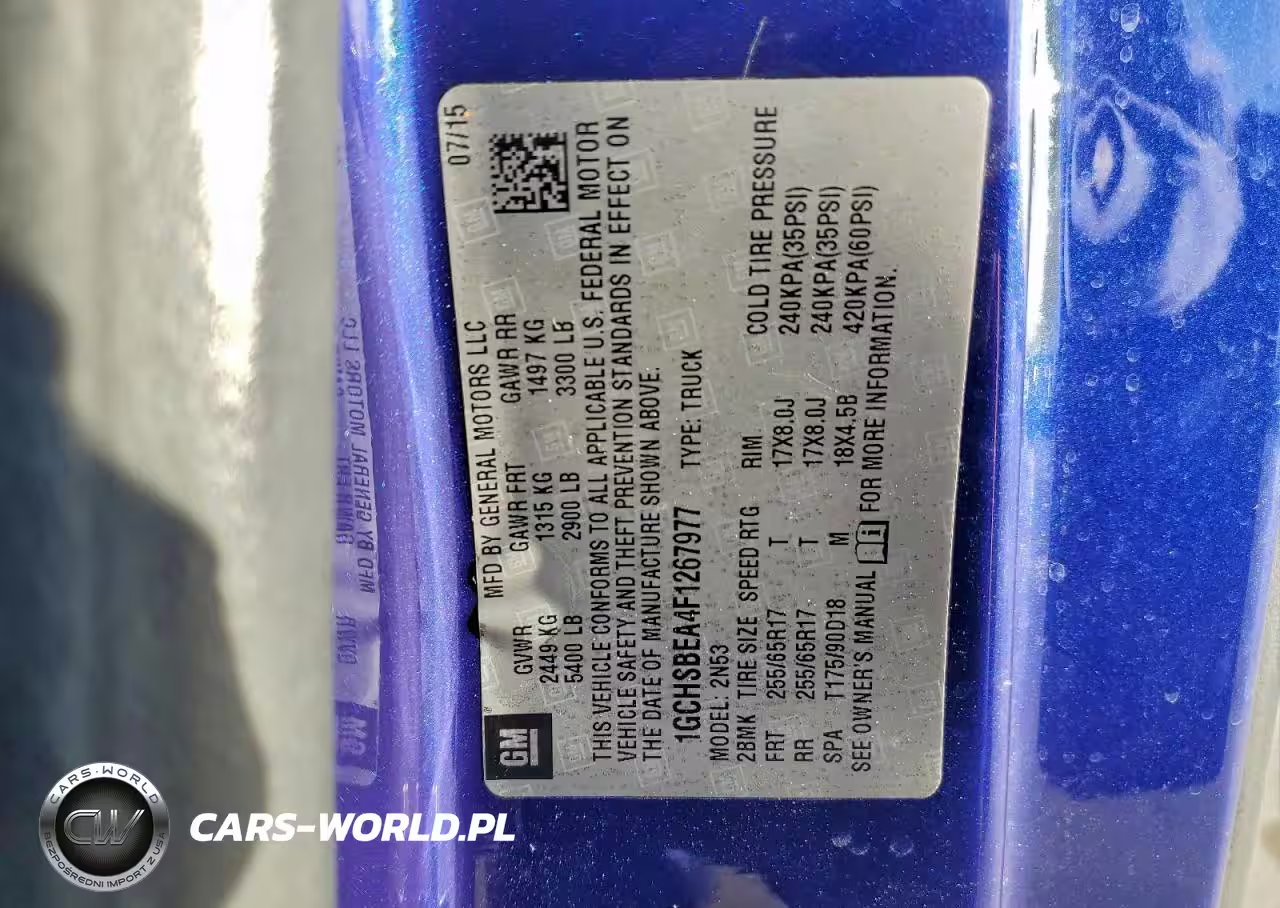 07/15
MFD BY GENERAL MOTORS LLC
GVWR GAWR FRT GAWR RR
2449 KG 1315 KG 1497 KG
5400 LB 2900 LB 3300 LB
THIS VEHICLE CONFORMS TO ALL APPLICABLE U.S. FEDERAL MOTOR
VEHICLE SAFETY AND THEFT PREVENTION STANDARDS IN EFFECT ON
THE DATE OF MANUFACTURE SHOWN ABOVE.
GM
1GCHSBEA4F1267977 TYPE: TRUCK
MODEL: 2N53
2BMK TIRE SIZE SPEED RTG RIM COLD TIRE PRESSURE
FRT 255/65R17 T 17X8.0J 240KPA(35PSI)
RR 255/65R17 T 17X8.0J 240KPA(35PSI)
SPA T175/90D18 M 18X4.5B 420KPA(60PSI)
SEE OWNER'S MANUAL FOR MORE INFORMATION.
CARS-WORLD
CW
BEZPOŚREDNI IMPORT Z USA
CARS-WORLD.PL